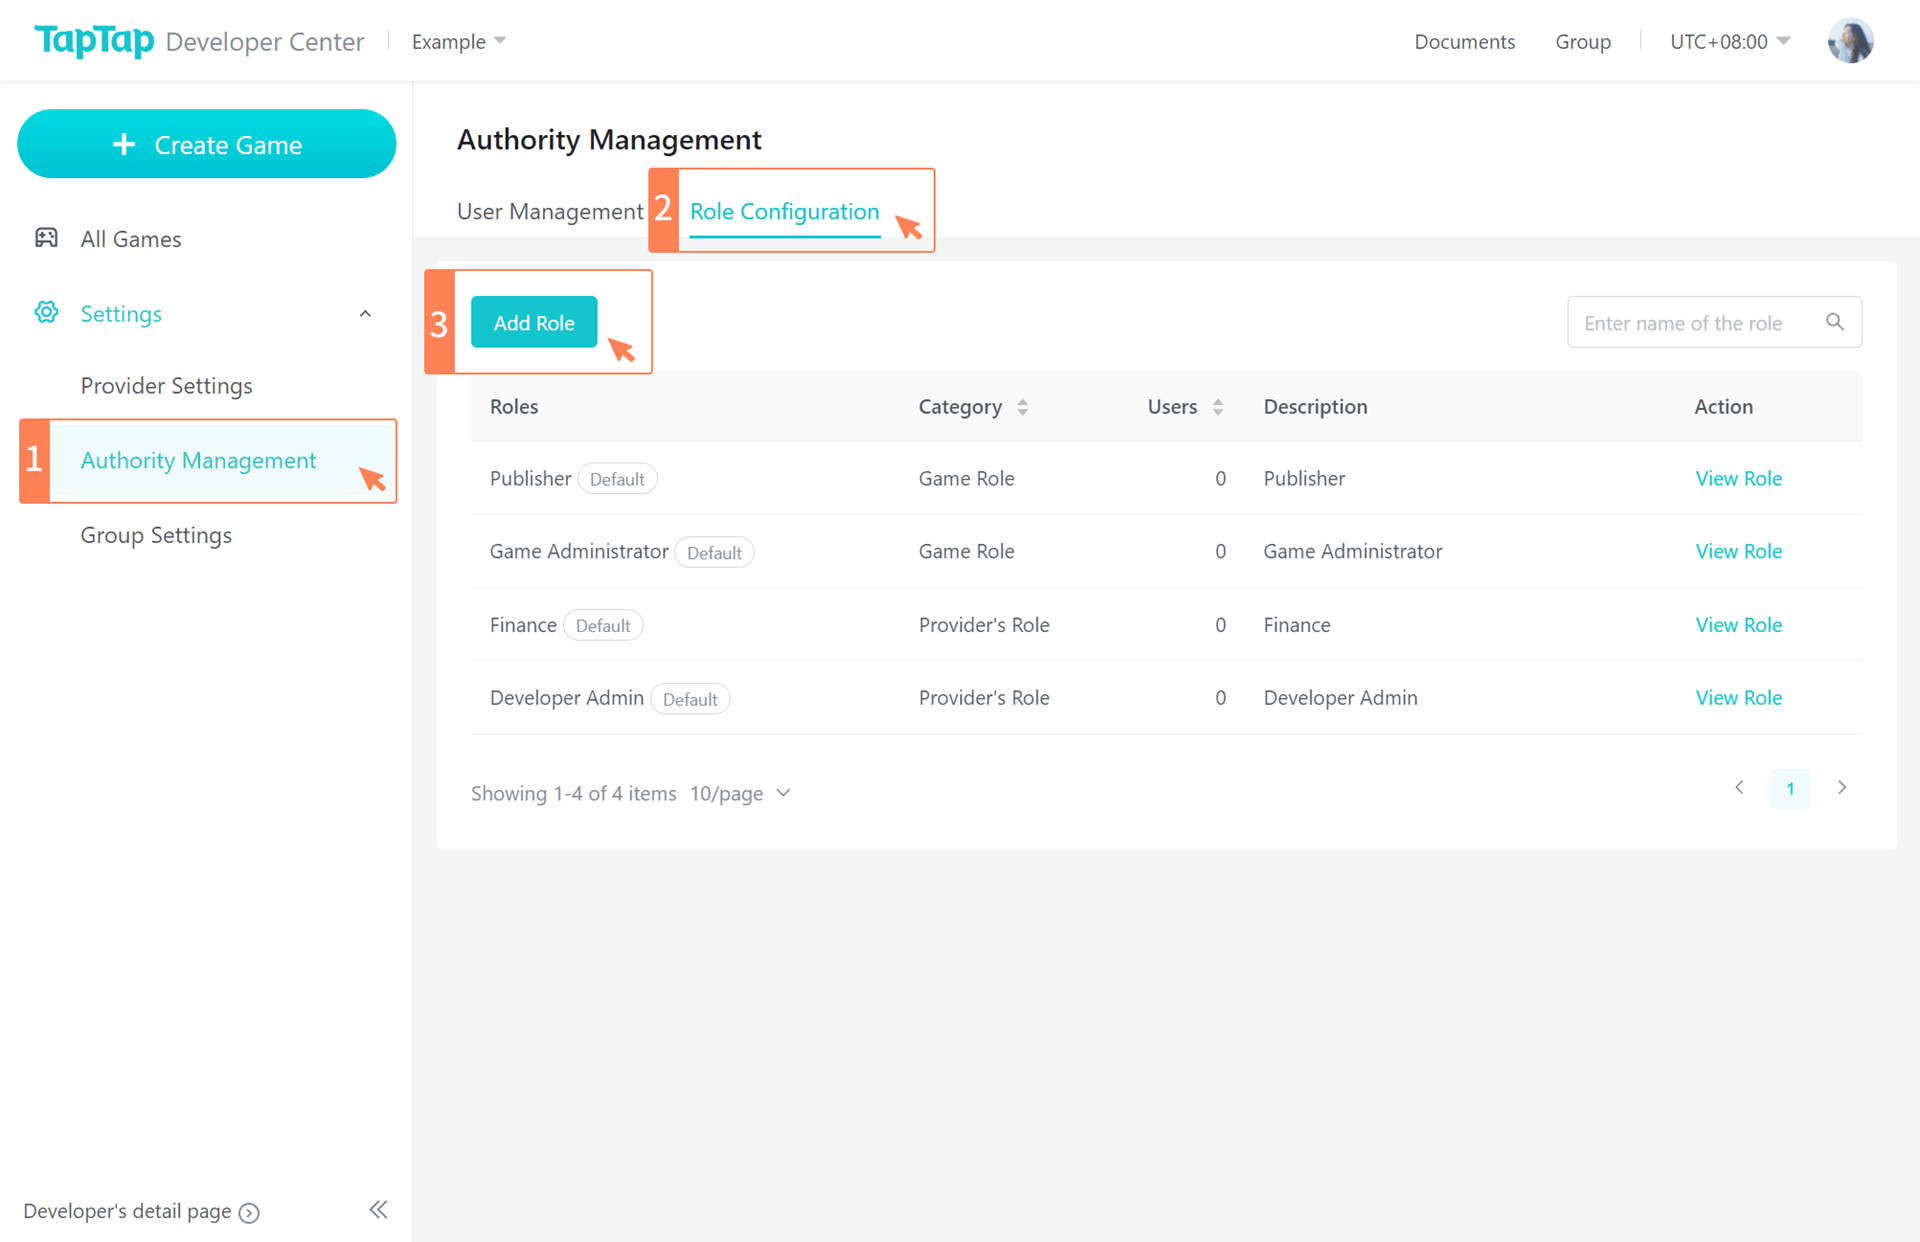 TapTap Developer Center Example Documents Group UTC+08:00
Create Game
All Games
Settings
Provider Settings
1 Authority Management
Group Settings
Developer's detail page
Authority Management
User Management 2 Role Configuration
3 Add Role Enter name of the role
Roles Category Users Description Action
Publisher Default Game Role 0 Publisher View Role
Game Administrator Default Game Role 0 Game Administrator View Role
Finance Default Provider's Role 0 Finance View Role
Developer Admin Default Provider's Role 0 Developer Admin View Role
Showing 1-4 of 4 items 10/page 1